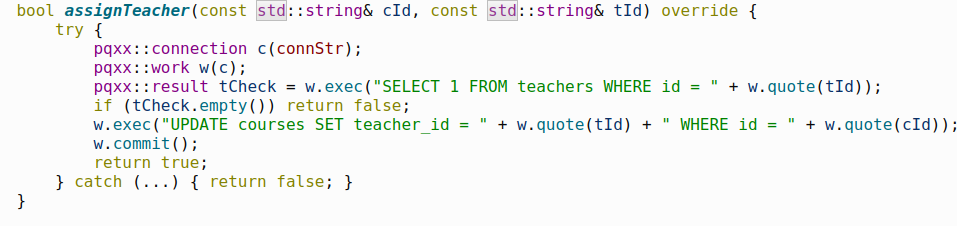 bool assignTeacher(const std::string& cId, const std::string& tId) override {
    try {
        pqxx::connection c(connStr);
        pqxx::work w(c);
        pqxx::result tCheck = w.exec("SELECT 1 FROM teachers WHERE id = " + w.quote(tId));
        if (tCheck.empty()) return false;
        w.exec("UPDATE courses SET teacher_id = " + w.quote(tId) + " WHERE id = " + w.quote(cId));
        w.commit();
        return true;
    } catch (...) { return false; }
}